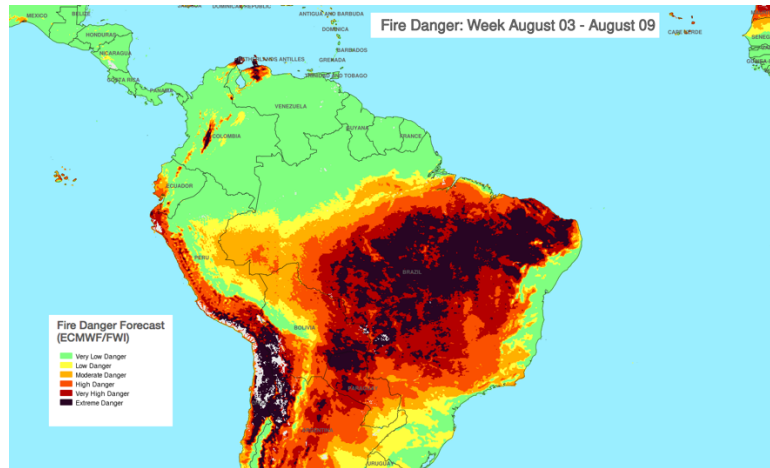 Fire Danger: Week August 03 - August 09
MEXICO
BELIZE
ANTIGUA AND BARBUDA
CAPE VERDE
HONDURAS
DOMINICA
NICARAGUA
BARBADOS
GRENADA
COSTA RICA
TRINIDAD AND TOBAGO
PANAMA
VENEZUELA
GUYANA
FRANCE
COLOMBIA
ECUADOR
PERU
BRAZIL
BOLIVIA
Fire Danger Forecast
(ECMWF/FWI)
Very Low Danger
Low Danger
Moderate Danger
High Danger
Very High Danger
Extreme Danger
URUGUAY